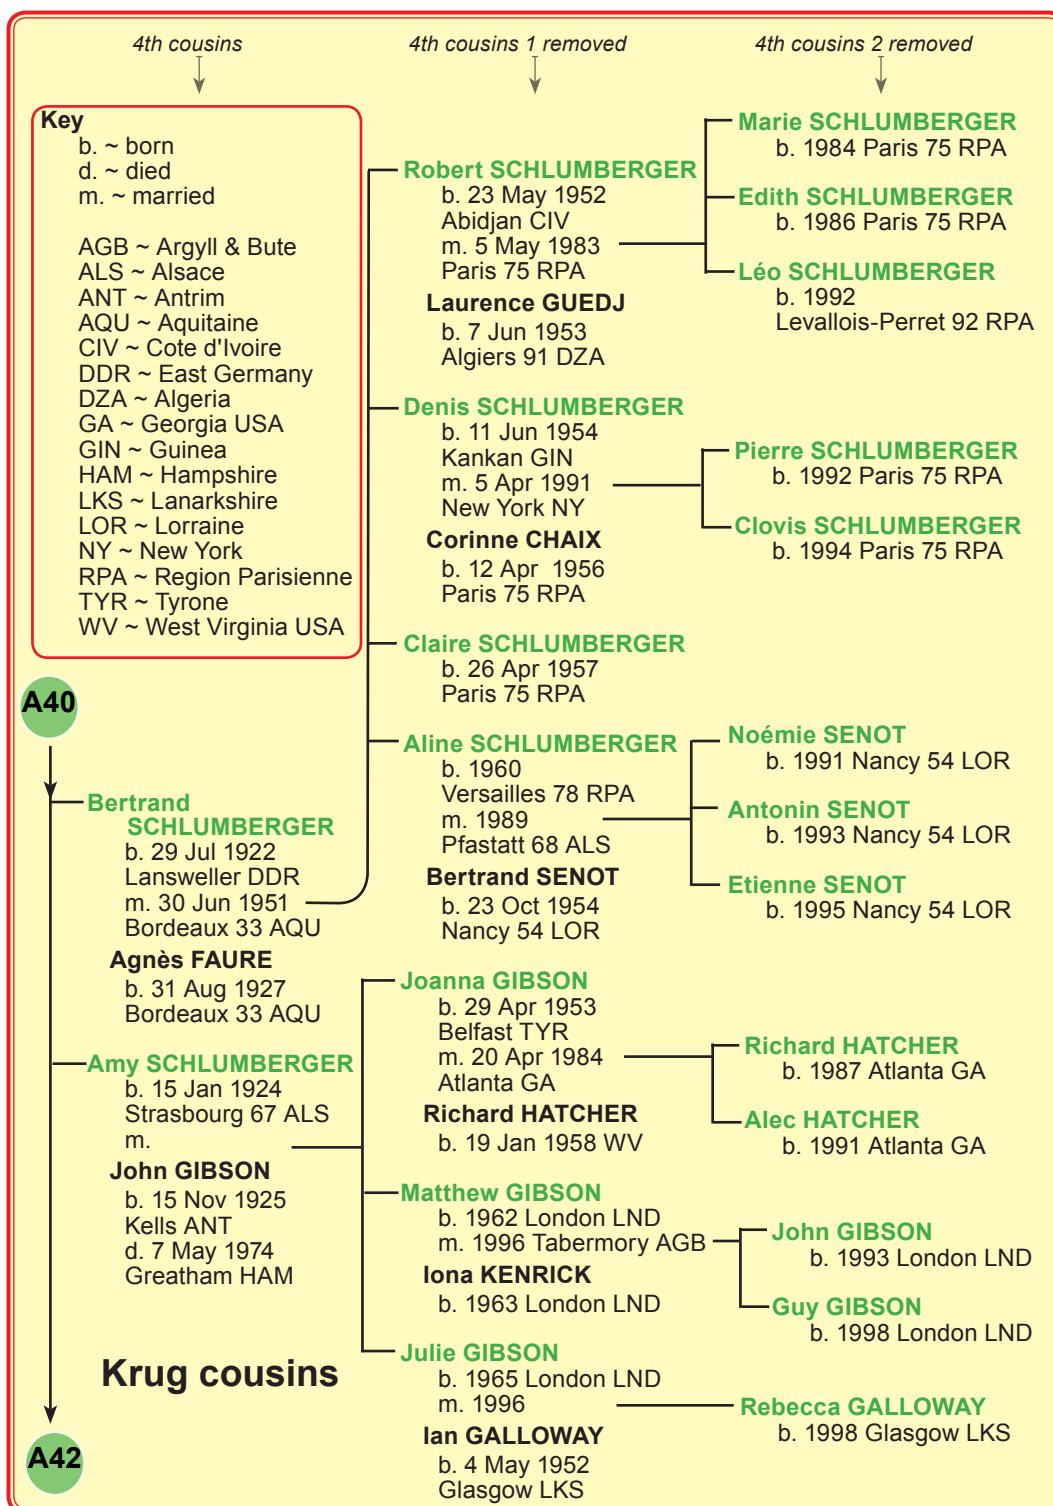 4th cousins
4th cousins 1 removed
4th cousins 2 removed
Key
b. ~ born
d. ~ died
m. ~ married
AGB ~ Argyll & Bute
ALS ~ Alsace
ANT ~ Antrim
AQU ~ Aquitaine
CIV ~ Cote d'Ivoire
DDR ~ East Germany
DZA ~ Algeria
GA ~ Georgia USA
GIN ~ Guinea
HAM ~ Hampshire
LKS ~ Lanarkshire
LOR ~ Lorraine
NY ~ New York
RPA ~ Region Parisienne
TYR ~ Tyrone
WV ~ West Virginia USA
A40
Bertrand
SCHLUMBERGER
b. 29 Jul 1922
Lansweller DDR
m. 30 Jun 1951
Bordeaux 33 AQU
Agnès FAURE
b. 31 Aug 1927
Bordeaux 33 AQU
Amy SCHLUMBERGER
b. 15 Jan 1924
Strasbourg 67 ALS
m.
John GIBSON
b. 15 Nov 1925
Kells ANT
d. 7 May 1974
Greatham HAM
Krug cousins
A42
Robert SCHLUMBERGER
b. 23 May 1952
Abidjan CIV
m. 5 May 1983
Paris 75 RPA
Laurence GUEDJ
b. 7 Jun 1953
Algiers 91 DZA
Denis SCHLUMBERGER
b. 11 Jun 1954
Kankan GIN
m. 5 Apr 1991
New York NY
Corinne CHAIX
b. 12 Apr 1956
Paris 75 RPA
Claire SCHLUMBERGER
b. 26 Apr 1957
Paris 75 RPA
Aline SCHLUMBERGER
b. 1960
Versailles 78 RPA
m. 1989
Pfastatt 68 ALS
Bertrand SENOT
b. 23 Oct 1954
Nancy 54 LOR
Joanna GIBSON
b. 29 Apr 1953
Belfast TYR
m. 20 Apr 1984
Atlanta GA
Richard HATCHER
b. 19 Jan 1958 WV
Matthew GIBSON
b. 1962 London LND
m. 1996 Tabermory AGB
Iona KENRICK
b. 1963 London LND
Julie GIBSON
b. 1965 London LND
m. 1996
Ian GALLOWAY
b. 4 May 1952
Glasgow LKS
Marie SCHLUMBERGER
b. 1984 Paris 75 RPA
Edith SCHLUMBERGER
b. 1986 Paris 75 RPA
Léo SCHLUMBERGER
b. 1992
Levallois-Perret 92 RPA
Pierre SCHLUMBERGER
b. 1992 Paris 75 RPA
Clovis SCHLUMBERGER
b. 1994 Paris 75 RPA
Noémie SENOT
b. 1991 Nancy 54 LOR
Antonin SENOT
b. 1993 Nancy 54 LOR
Etienne SENOT
b. 1995 Nancy 54 LOR
Richard HATCHER
b. 1987 Atlanta GA
Alec HATCHER
b. 1991 Atlanta GA
John GIBSON
b. 1993 London LND
Guy GIBSON
b. 1998 London LND
Rebecca GALLOWAY
b. 1998 Glasgow LKS